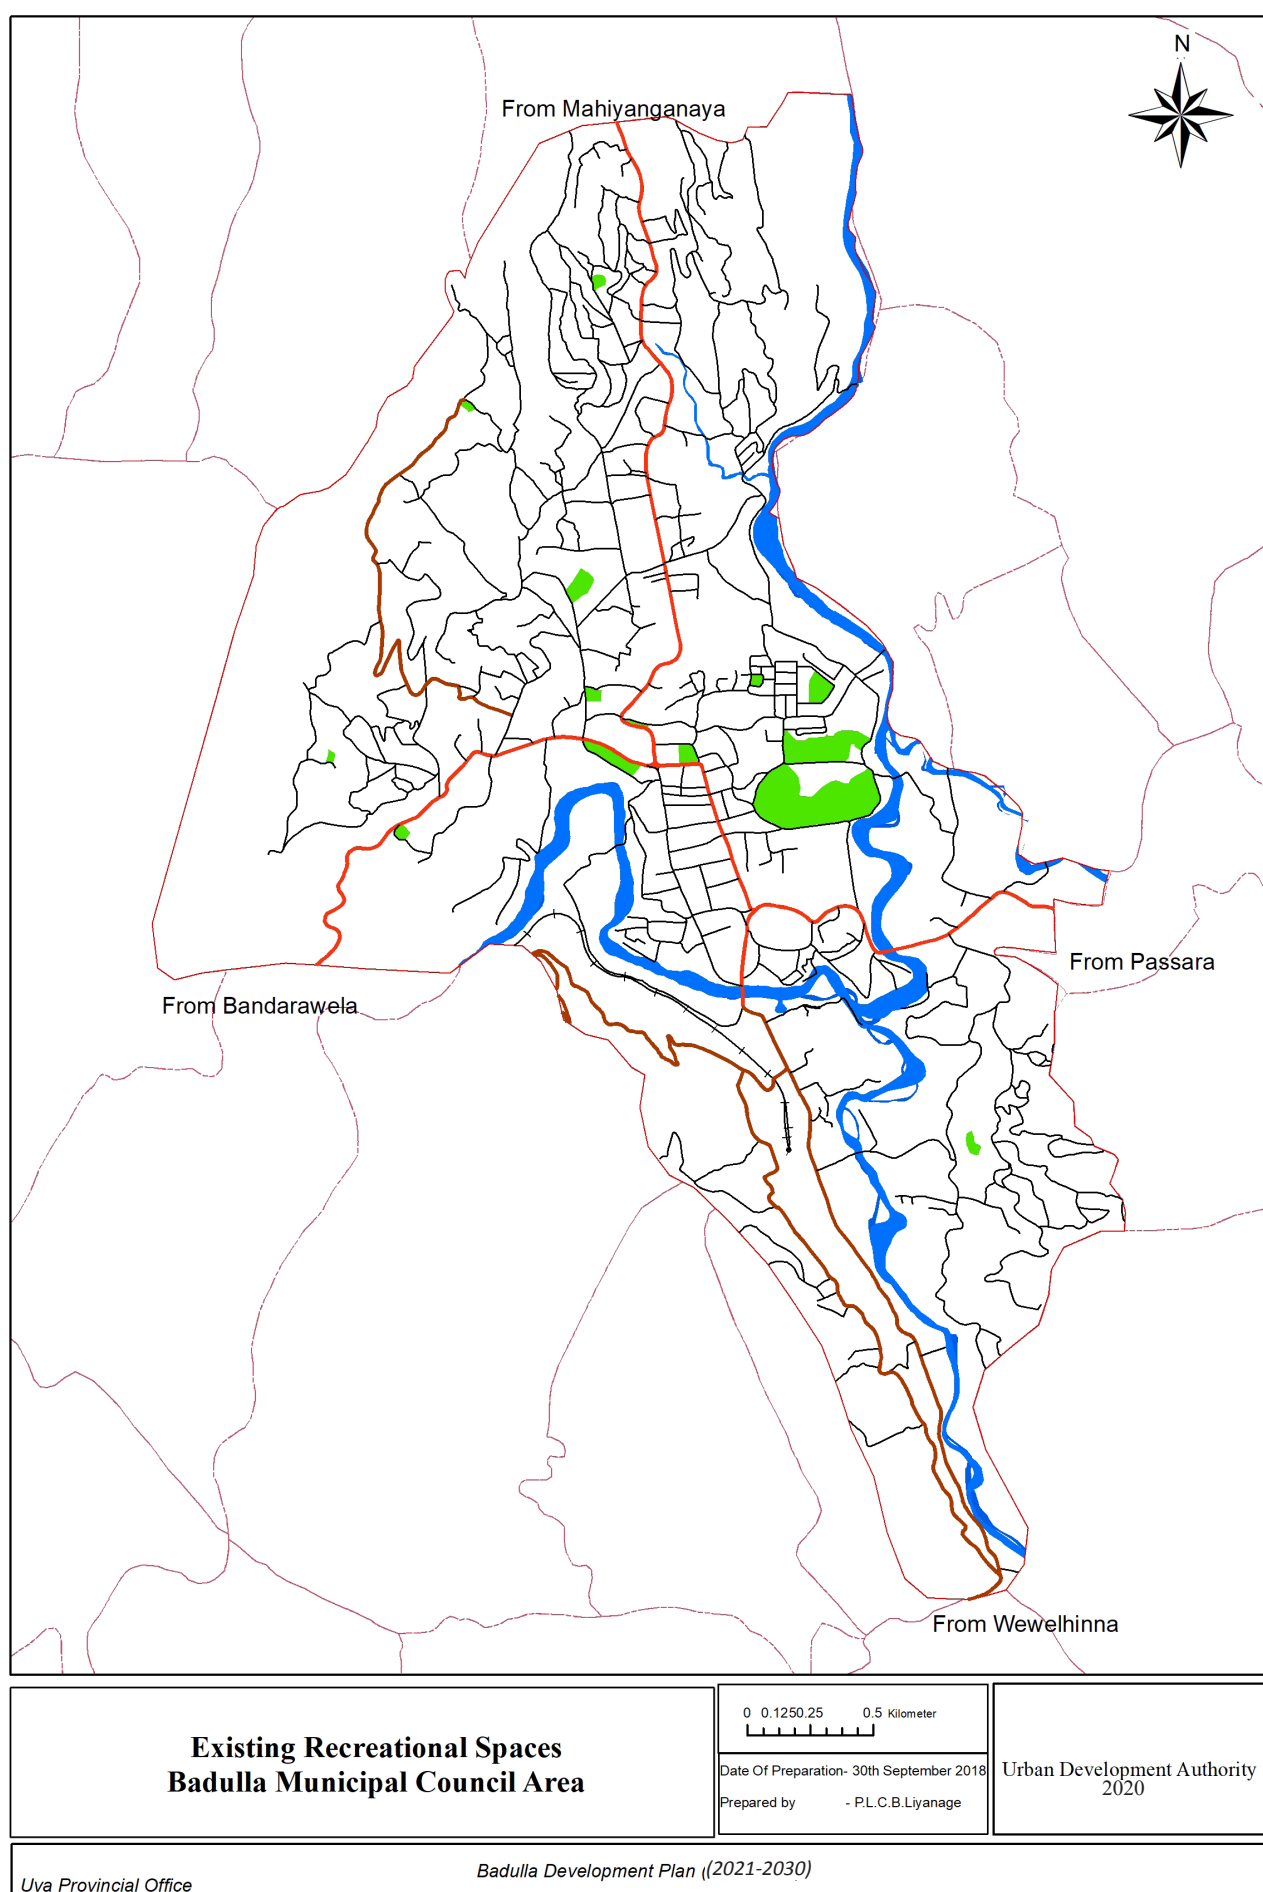 N
From Mahiyanganaya
From Passara
From Bandarawela
From Wewelhinna
Existing Recreational Spaces
Badulla Municipal Council Area
0 0.1250.25 0.5 Kilometer
Date Of Preparation- 30th September 2018
Prepared by - P.L.C.B.Liyanage
Urban Development Authority
2020
Badulla Development Plan ((2021-2030)
Uva Provincial Office